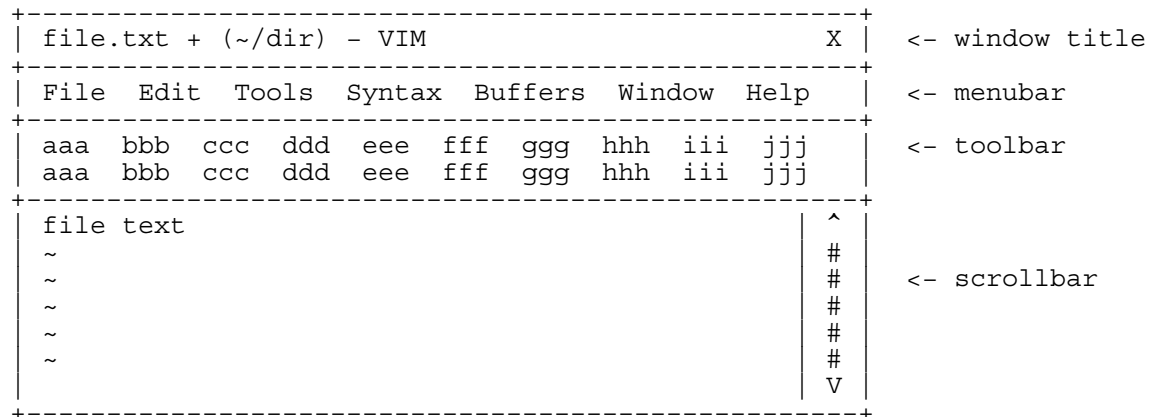 +----------------------------------------------------+
| file.txt + (~/dir) - VIM                         X |  <- window title
+----------------------------------------------------+
| File  Edit  Tools  Syntax  Buffers  Window  Help   |  <- menubar
+----------------------------------------------------+
| aaa  bbb  ccc  ddd  eee  fff  ggg  hhh  iii  jjj   |  <- toolbar
| aaa  bbb  ccc  ddd  eee  fff  ggg  hhh  iii  jjj   |
+----------------------------------------------------+
| file text                                      | ^ |
| ~                                              | # |
| ~                                              | # |  <- scrollbar
| ~                                              | # |
| ~                                              | # |
| ~                                              | # |
|                                                | V |
+----------------------------------------------------+